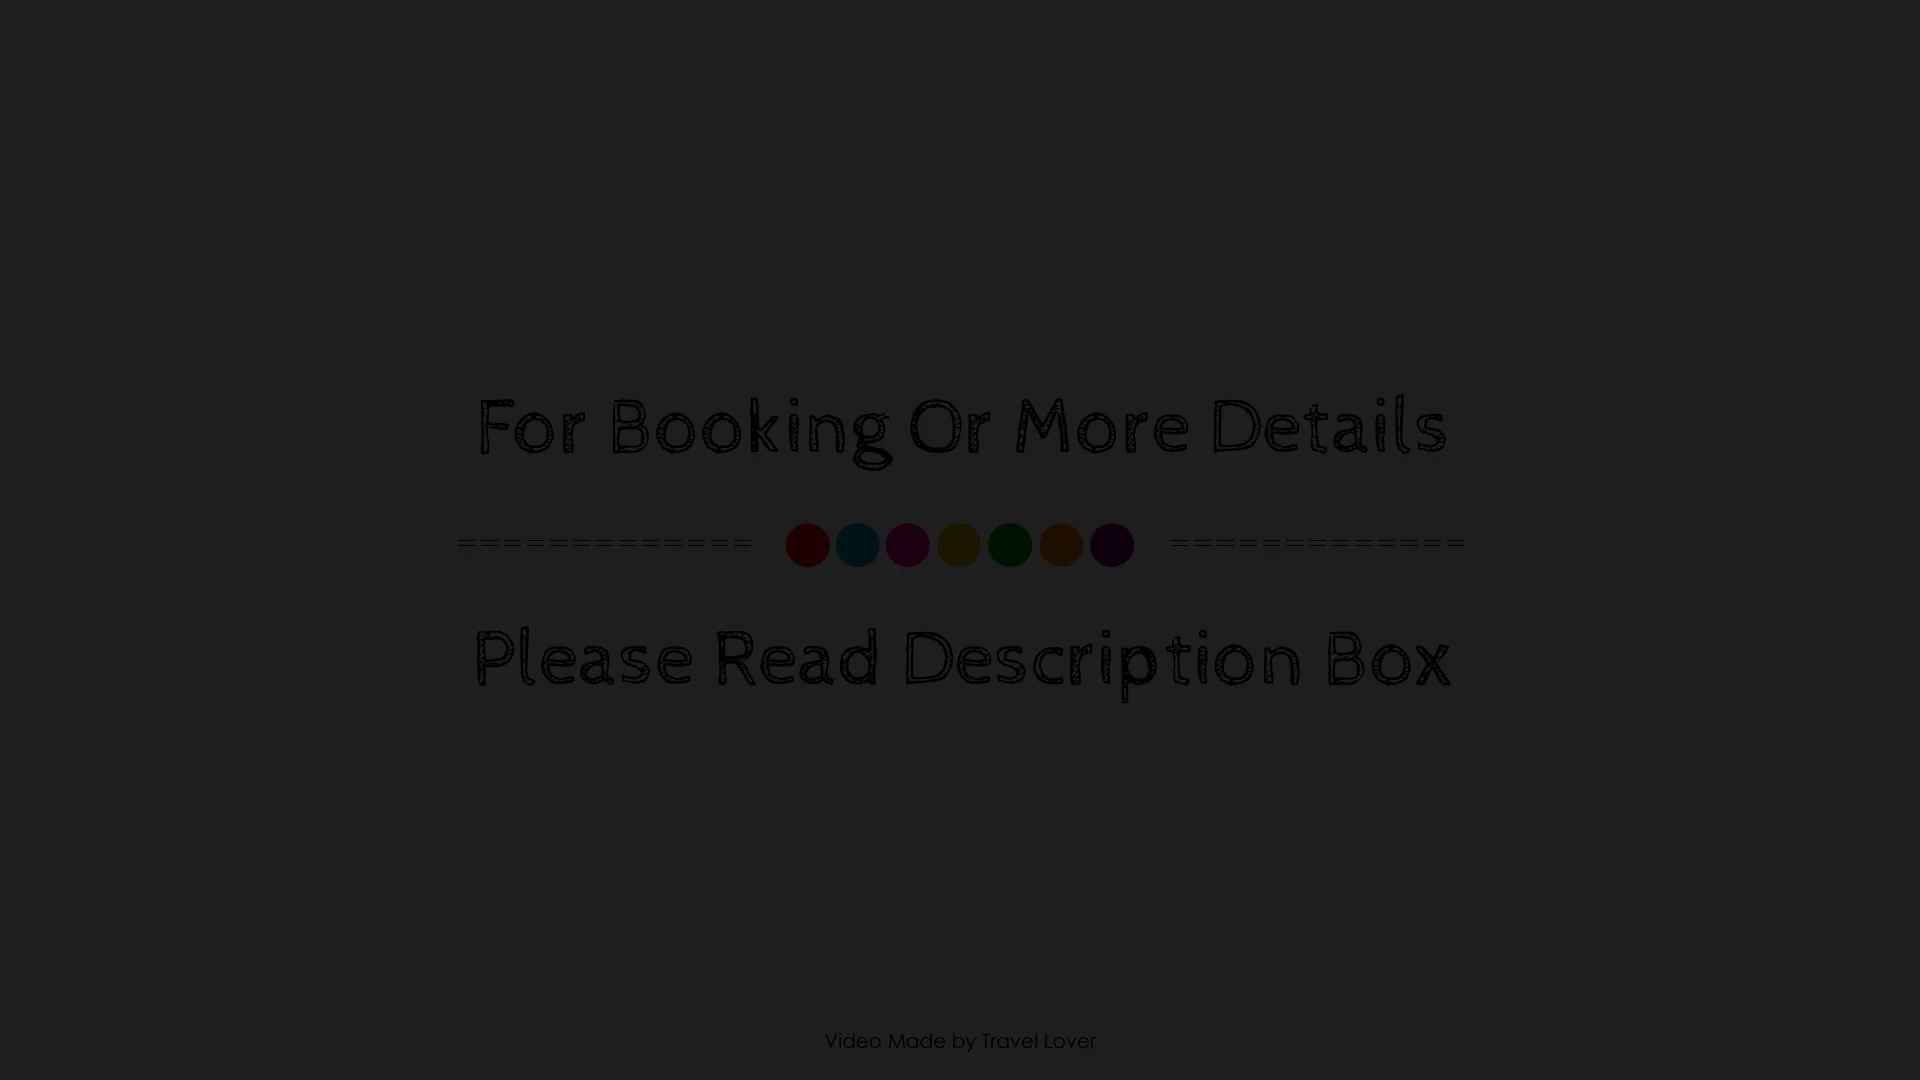 For Booking Or More Details
============= =============
Please Read Description Box
Video Made by Travel Lover